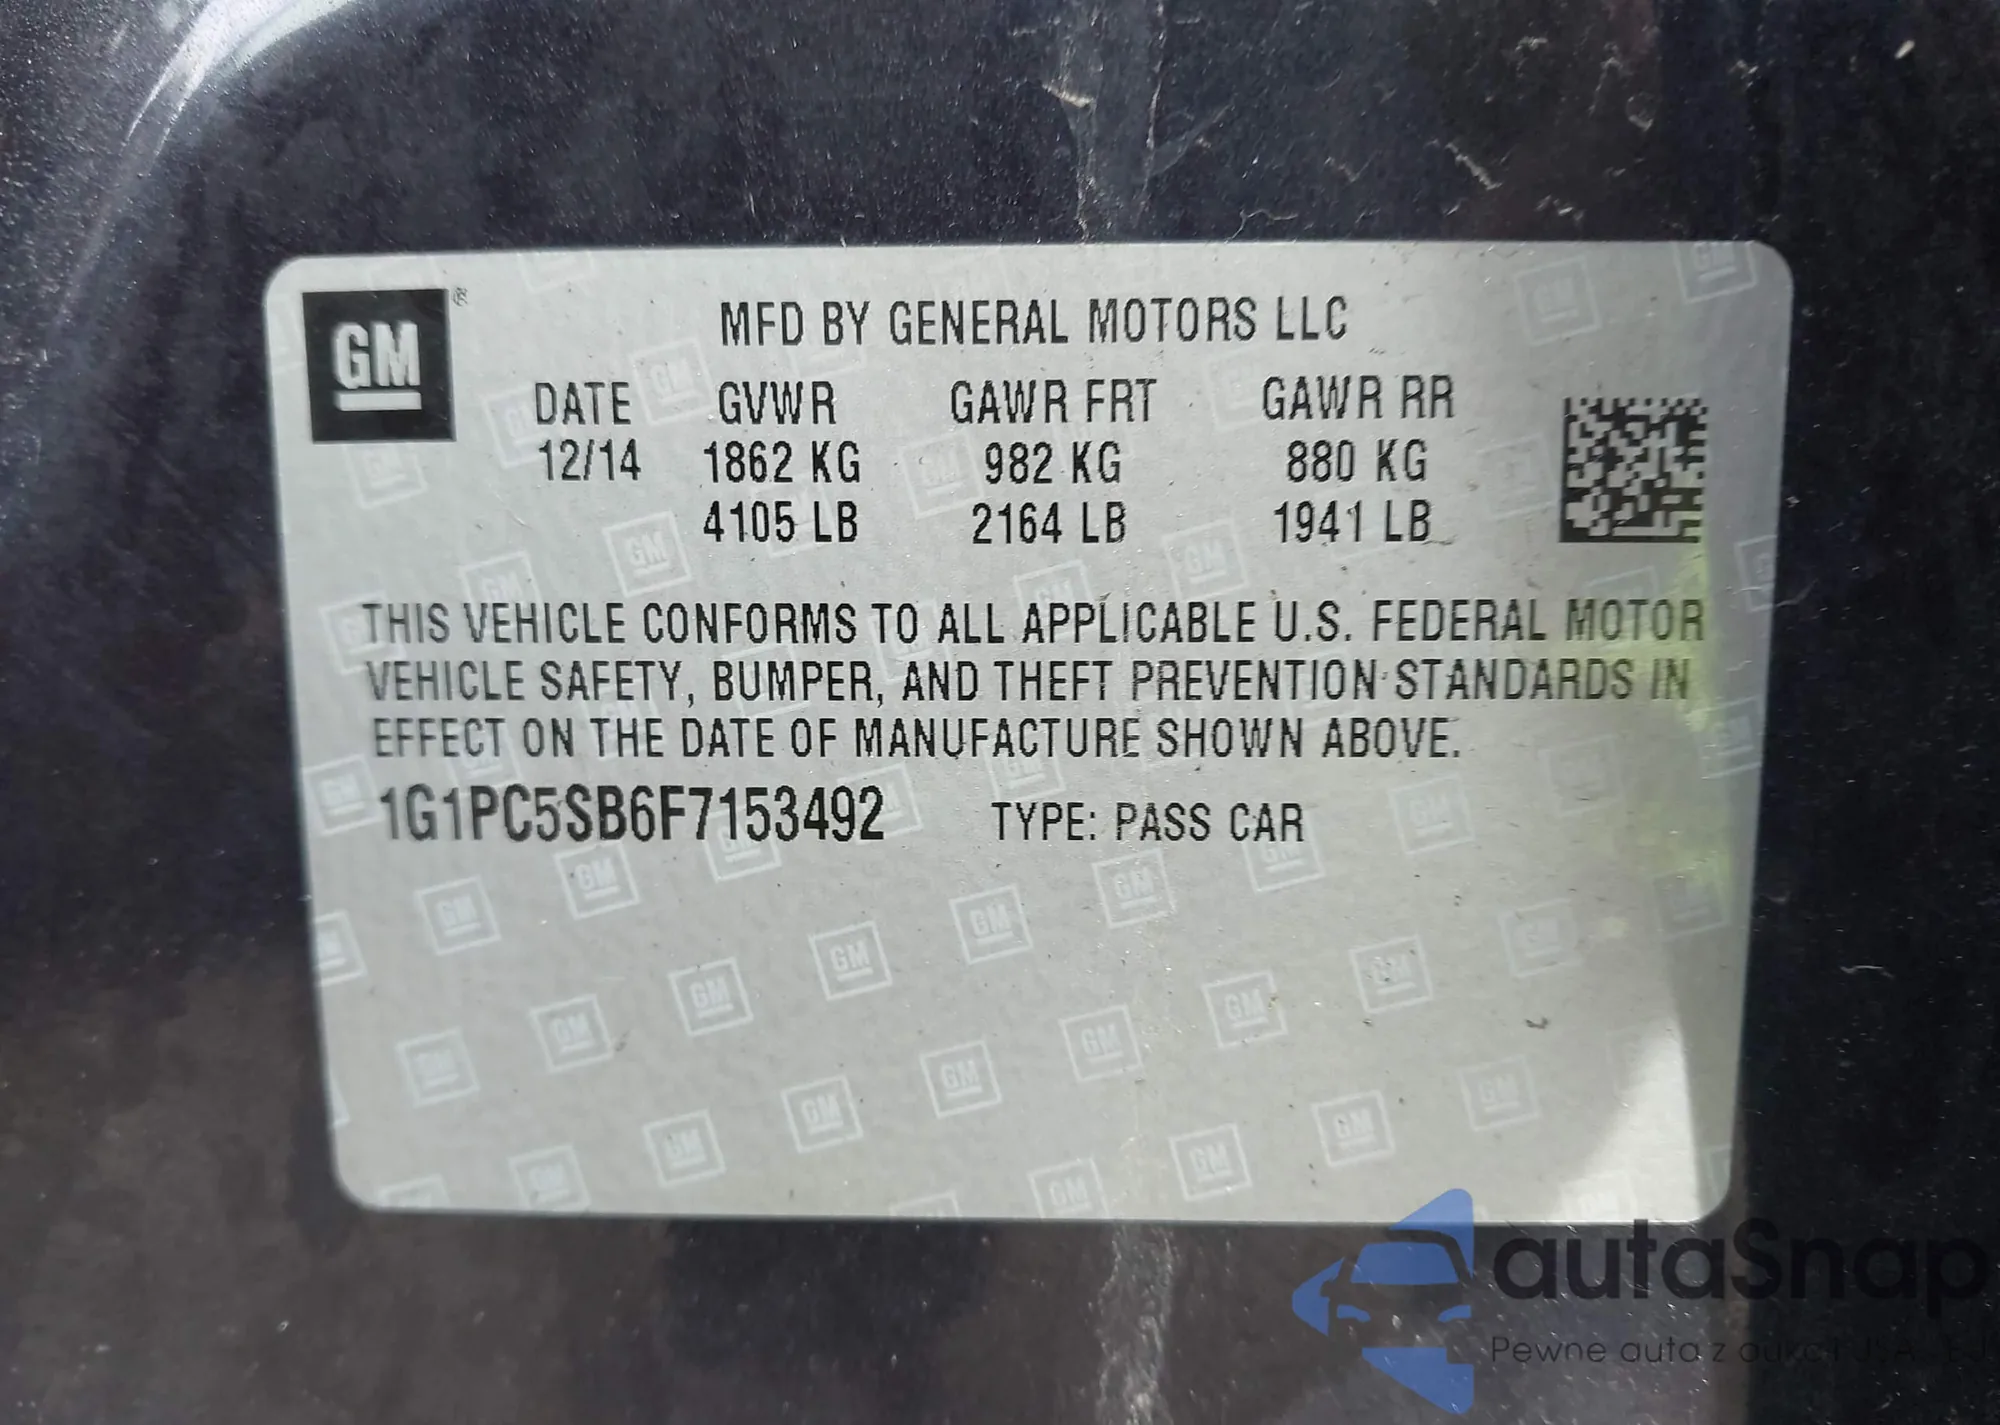 GM ®
MFD BY GENERAL MOTORS LLC
DATE GVWR GAWR FRT GAWR RR
12/14 1862 KG 982 KG 880 KG
4105 LB 2164 LB 1941 LB
THIS VEHICLE CONFORMS TO ALL APPLICABLE U.S. FEDERAL MOTOR
VEHICLE SAFETY, BUMPER, AND THEFT PREVENTION STANDARDS IN
EFFECT ON THE DATE OF MANUFACTURE SHOWN ABOVE.
1G1PC5SB6F7153492 TYPE: PASS CAR
autaSnap
Pewne auta z